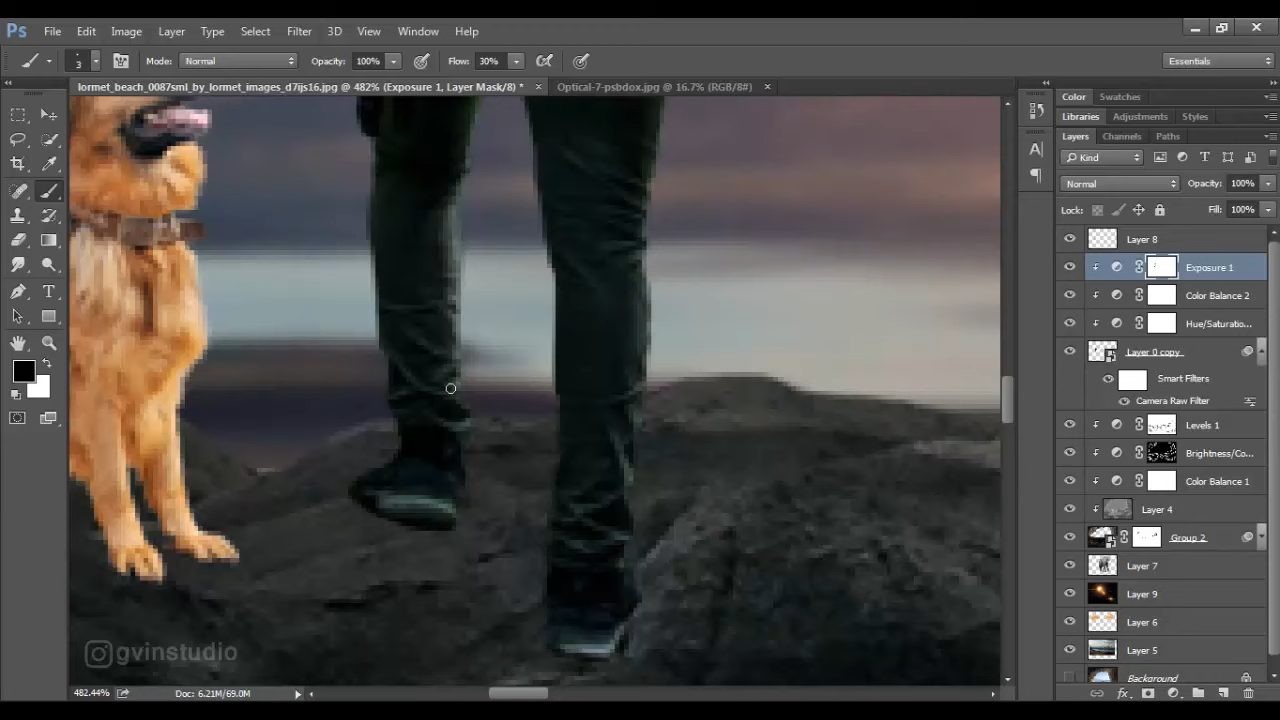 Ps File Edit Image Layer Type Select Filter 3D View Window Help
3 Mode: Normal Opacity: 100% Flow: 30% Essentials
lormet_beach_0087sml_by_lormet_images_d7ijs16.jpg @ 482% (Exposure 1, Layer Mask/8) * × Optical-7-psbdox.jpg @ 16.7% (RGB/8#) ×
Color Swatches
Libraries Adjustments Styles
Layers Channels Paths
Kind
Normal Opacity: 100%
Lock: Fill: 100%
Layer 8
Exposure 1
Color Balance 2
Hue/Saturatio...
Layer 0 copy
Smart Filters
Camera Raw Filter
Levels 1
Brightness/Co...
Color Balance 1
Layer 4
Group 2
Layer 7
Layer 9
Layer 6
Layer 5
Background
gvinstudio
482.44% Doc: 6.21M/69.0M